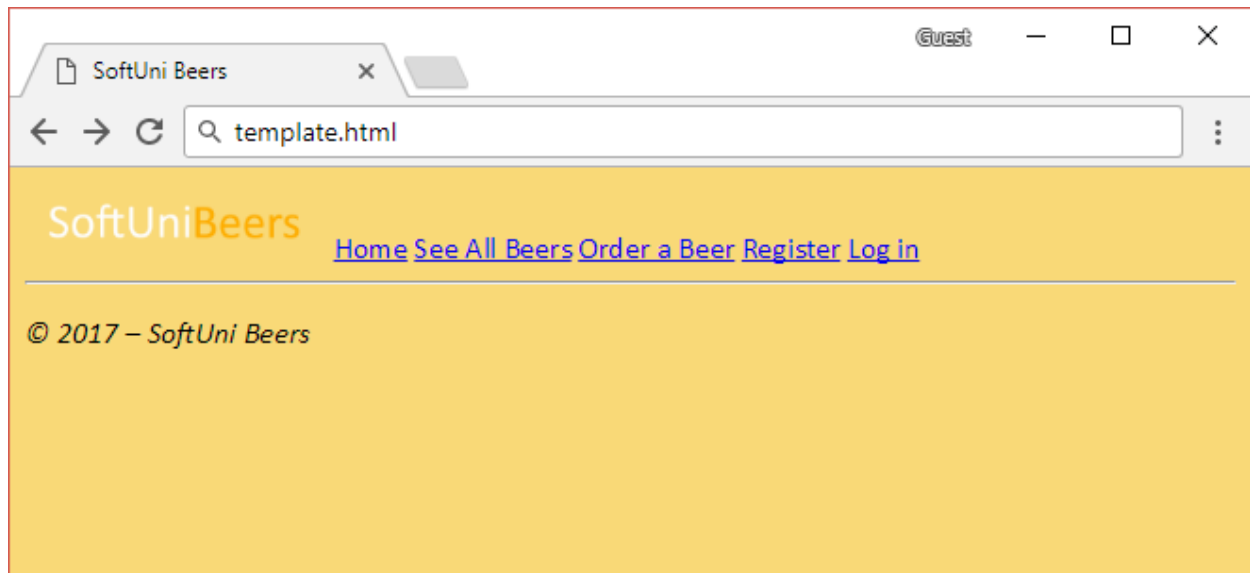 Guest
SoftUni Beers
template.html
SoftUniBeers
Home See All Beers Order a Beer Register Log in
© 2017 – SoftUni Beers